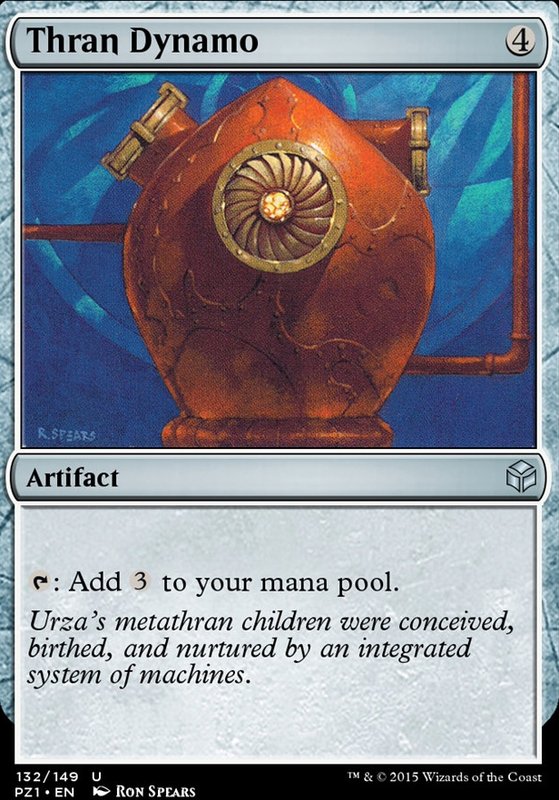 Thran Dynamo 4
R. SPEARS
Artifact
: Add 3 to your mana pool.
Urza's metathran children were conceived,
birthed, and nurtured by an integrated
system of machines.
132/149 U
PZ1 • EN Ron Spears
™ & © 2015 Wizards of the Coast